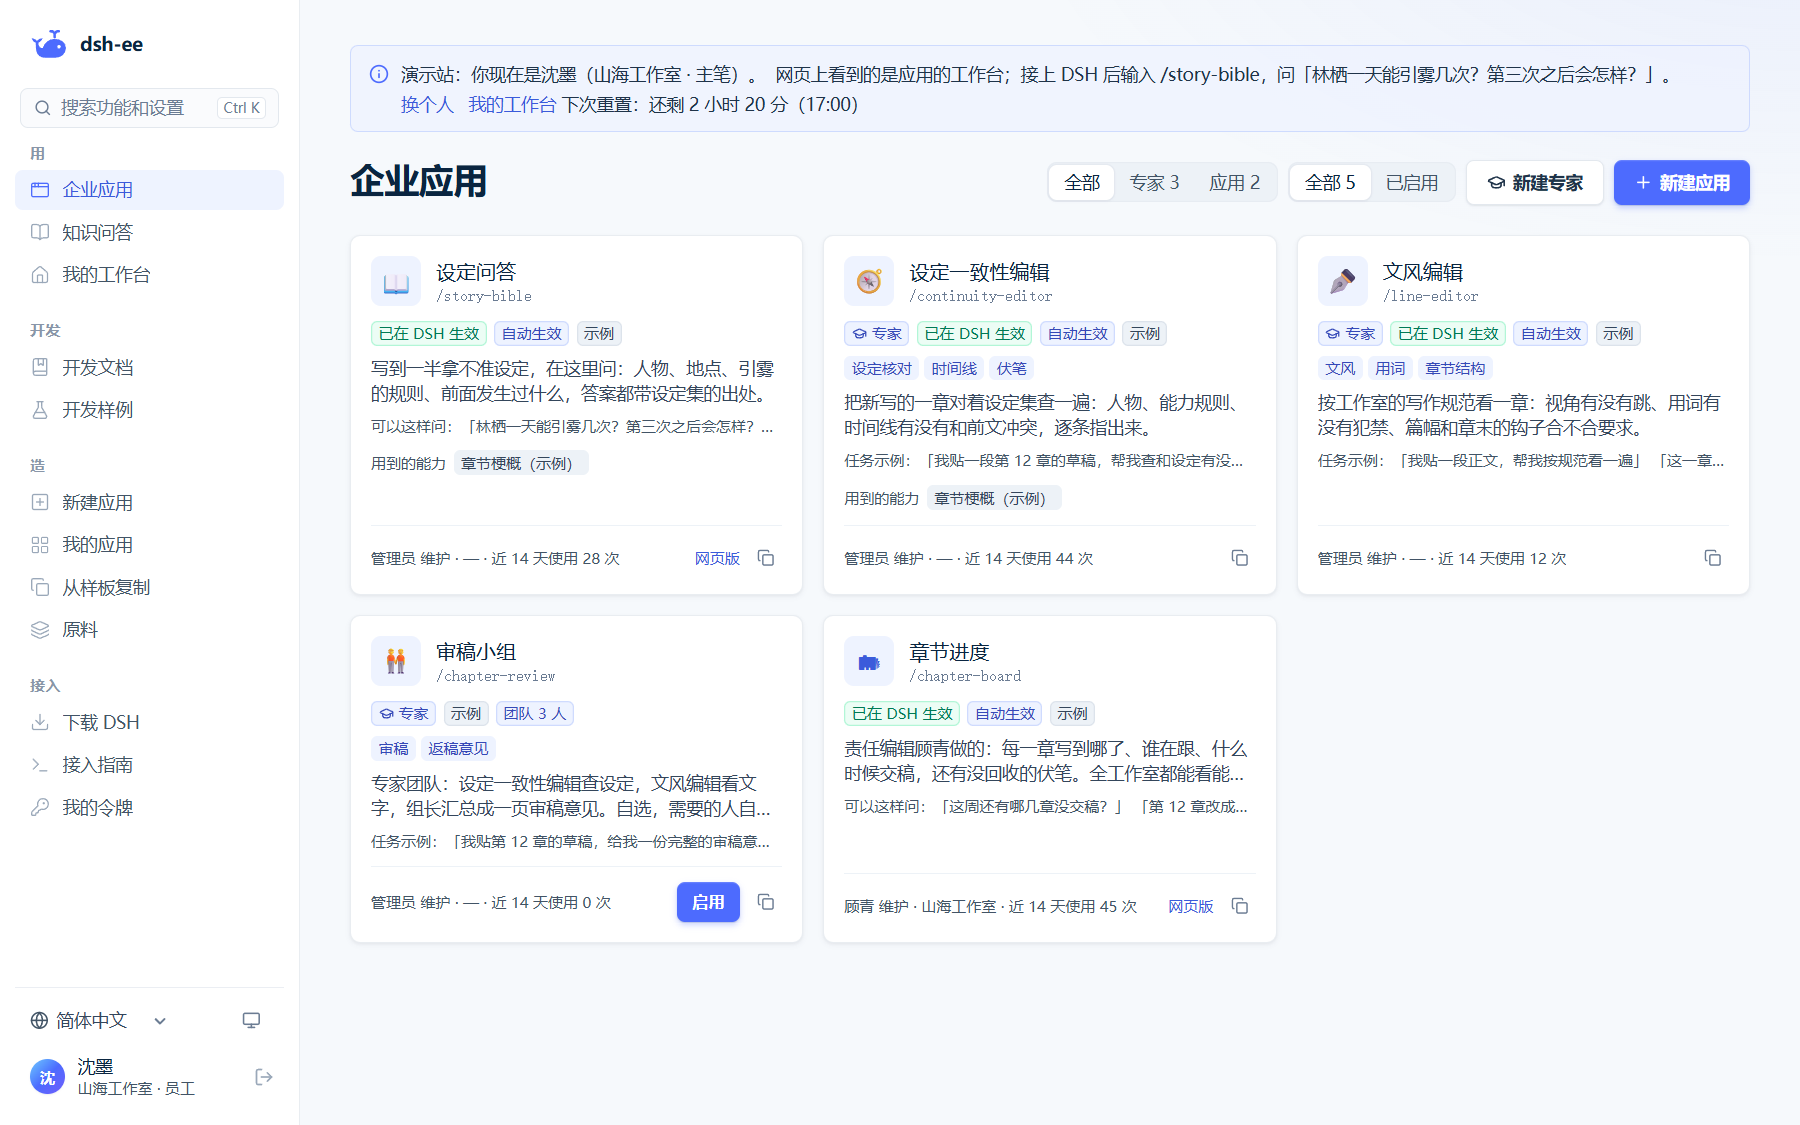 dsh-ee
搜索功能和设置 Ctrl K
用
企业应用
知识问答
我的工作台
开发
开发文档
开发样例
造
新建应用
我的应用
从样板复制
原料
接入
下载 DSH
接入指南
我的令牌
简体中文
沈
沈墨
山海工作室 · 员工
演示站：你现在是沈墨（山海工作室 · 主笔）。 网页上看到的是应用的工作台；接上 DSH 后输入 /story-bible，问「林栖一天能引雾几次？第三次之后会怎样？」。
换个人 我的工作台 下次重置：还剩 2 小时 20 分（17:00）
企业应用
全部 专家 3 应用 2 全部 5 已启用 新建专家 新建应用
设定问答
/story-bible
已在 DSH 生效 自动生效 示例
写到一半拿不准设定，在这里问：人物、地点、引雾
的规则、前面发生过什么，答案都带设定集的出处。
可以这样问：「林栖一天能引雾几次？第三次之后会怎样？...
用到的能力 章节梗概（示例）
管理员 维护 · — · 近 14 天使用 28 次 网页版
设定一致性编辑
/continuity-editor
专家 已在 DSH 生效 自动生效 示例
设定核对 时间线 伏笔
把新写的一章对着设定集查一遍：人物、能力规则、
时间线有没有和前文冲突，逐条指出来。
任务示例：「我贴一段第 12 章的草稿，帮我查和设定有没...
用到的能力 章节梗概（示例）
管理员 维护 · — · 近 14 天使用 44 次
文风编辑
/line-editor
专家 已在 DSH 生效 自动生效 示例
文风 用词 章节结构
按工作室的写作规范看一章：视角有没有跳、用词有
没有犯禁、篇幅和章末的钩子合不合要求。
任务示例：「我贴一段正文，帮我按规范看一遍」 「这一章...
管理员 维护 · — · 近 14 天使用 12 次
审稿小组
/chapter-review
专家 示例 团队 3 人
审稿 返稿意见
专家团队：设定一致性编辑查设定，文风编辑看文
字，组长汇总成一页审稿意见。自选，需要的人自...
任务示例：「我贴第 12 章的草稿，给我一份完整的审稿意...
管理员 维护 · — · 近 14 天使用 0 次 启用
章节进度
/chapter-board
已在 DSH 生效 自动生效 示例
责任编辑顾青做的：每一章写到哪了、谁在跟、什么
时候交稿，还有没回收的伏笔。全工作室都能看能...
可以这样问：「这周还有哪几章没交稿？」 「第 12 章改成...
顾青 维护 · 山海工作室 · 近 14 天使用 45 次 网页版